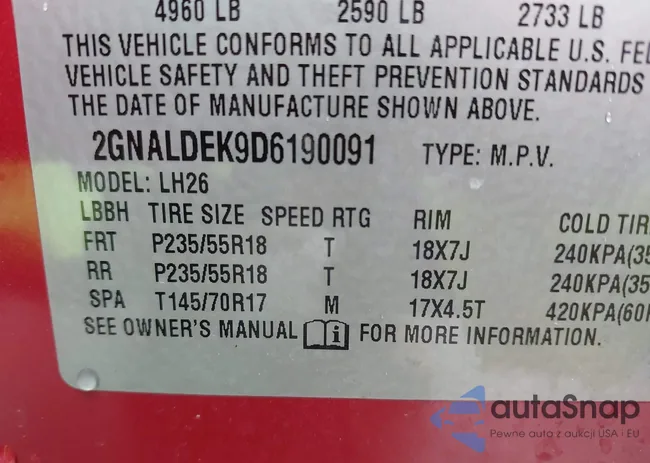 4960 LB 2590 LB 2733 LB
THIS VEHICLE CONFORMS TO ALL APPLICABLE U.S.
VEHICLE SAFETY AND THEFT PREVENTION STANDARDS
THE DATE OF MANUFACTURE SHOWN ABOVE.
2GNALDEK9D6190091 TYPE: M.P.V.
MODEL: LH26
LBBH TIRE SIZE SPEED RTG RIM COLD
FRT P235/55R18 T 18X7J 240KPA
RR P235/55R18 T 18X7J 240KPA
SPA T145/70R17 M 17X4.5T 420KPA
SEE OWNER'S MANUAL i FOR MORE INFORMATION.
autaSnap
Pewne auto z aukcji USA i EU